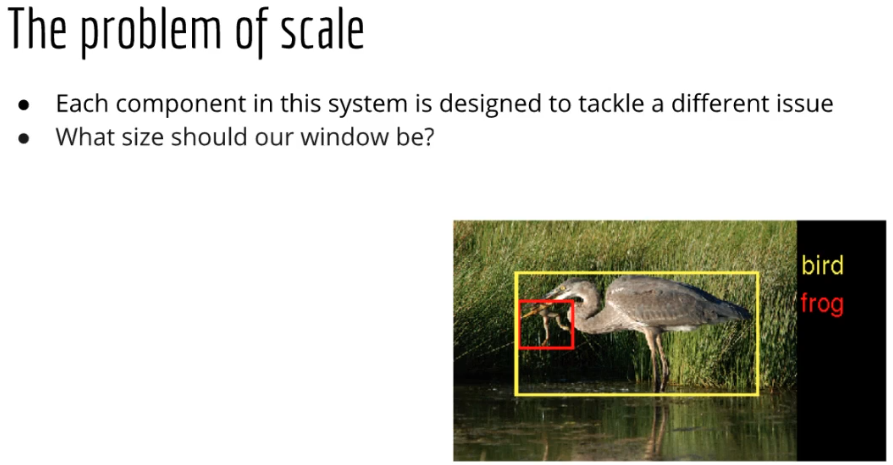 The problem of scale
● Each component in this system is designed to tackle a different issue
● What size should our window be?
bird
frog